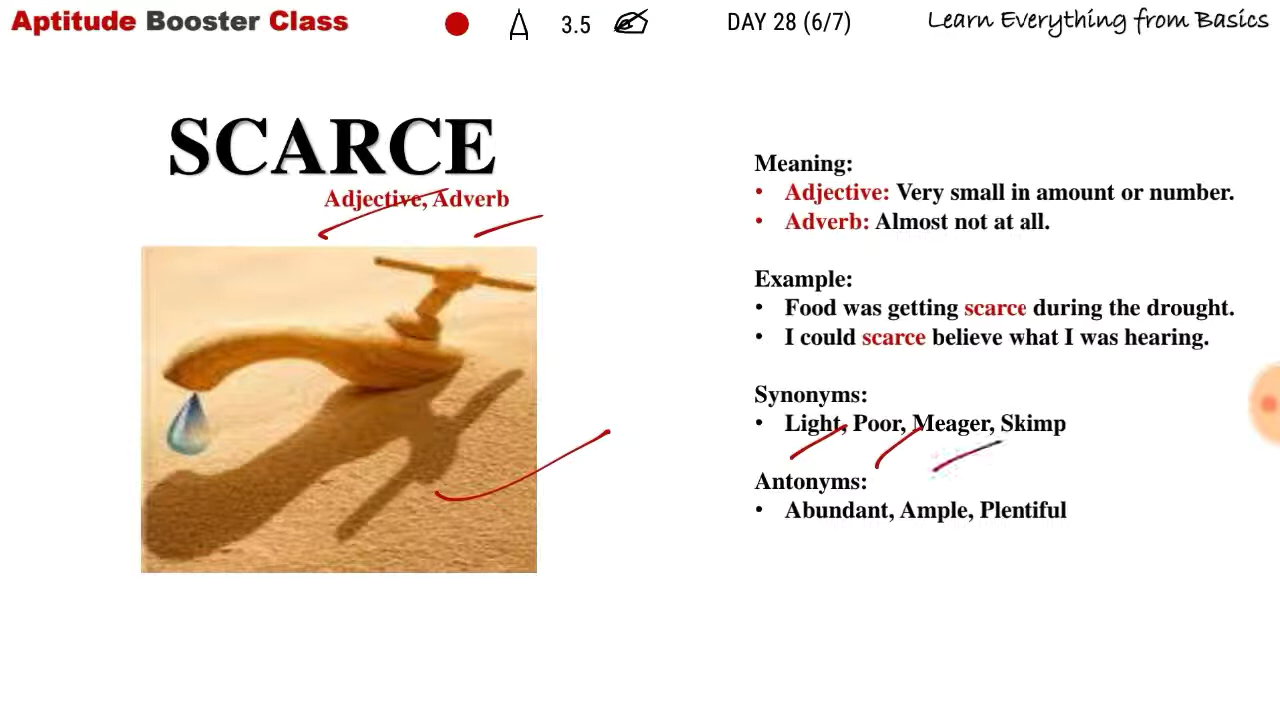 Aptitude Booster Class
3.5
DAY 28 (6/7)
Learn Everything from Basics
SCARCE
Adjective, Adverb
Meaning:
• Adjective: Very small in amount or number.
• Adverb: Almost not at all.
Example:
• Food was getting scarce during the drought.
• I could scarce believe what I was hearing.
Synonyms:
• Light, Poor, Meager, Skimp
Antonyms:
• Abundant, Ample, Plentiful